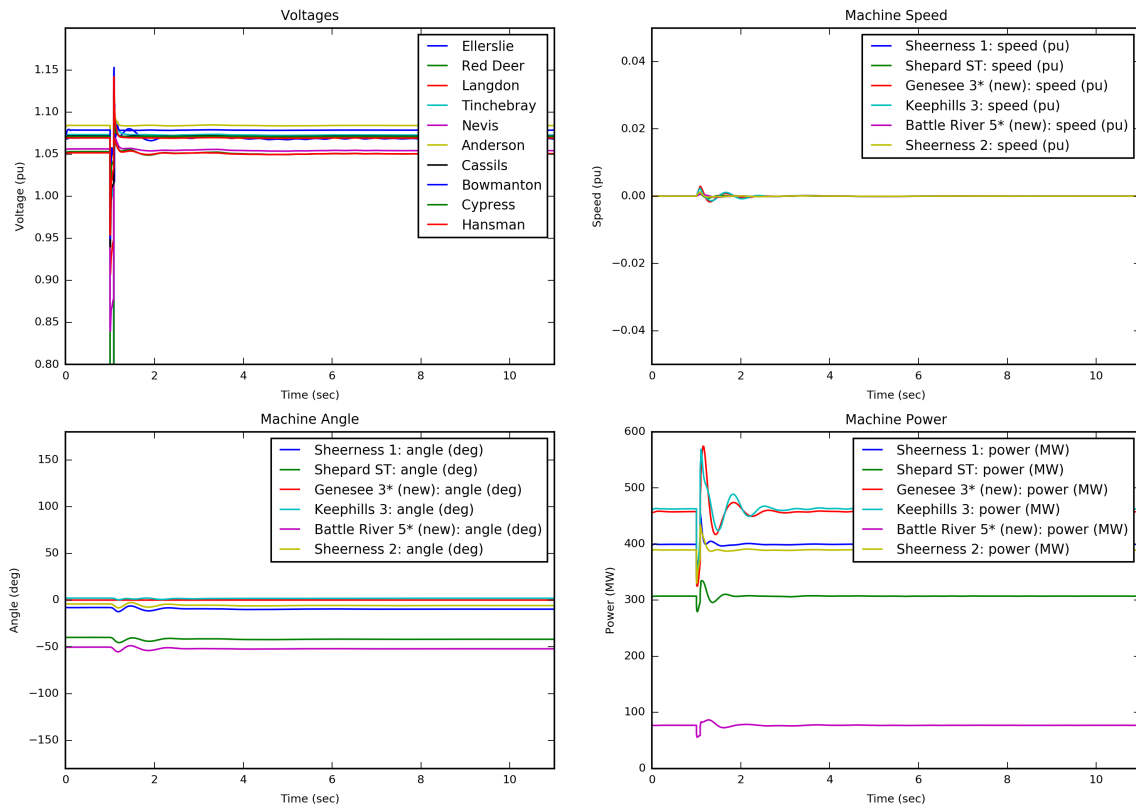 Voltages
1.15
1.10
1.05
1.00
0.95
0.90
0.85
0.80
Voltage (pu)
0
2
4
6
8
10
Time (sec)
Ellerslie
Red Deer
Langdon
Tinchebray
Nevis
Anderson
Cassils
Bowmanton
Cypress
Hansman
Machine Speed
0.04
0.02
0.00
−0.02
−0.04
Speed (pu)
0
2
4
6
8
10
Time (sec)
Sheerness 1: speed (pu)
Shepard ST: speed (pu)
Genesee 3* (new): speed (pu)
Keephills 3: speed (pu)
Battle River 5* (new): speed (pu)
Sheerness 2: speed (pu)
Machine Angle
150
100
50
0
−50
−100
−150
Angle (deg)
0
2
4
6
8
10
Time (sec)
Sheerness 1: angle (deg)
Shepard ST: angle (deg)
Genesee 3* (new): angle (deg)
Keephills 3: angle (deg)
Battle River 5* (new): angle (deg)
Sheerness 2: angle (deg)
Machine Power
600
500
400
300
200
100
0
Power (MW)
0
2
4
6
8
10
Time (sec)
Sheerness 1: power (MW)
Shepard ST: power (MW)
Genesee 3* (new): power (MW)
Keephills 3: power (MW)
Battle River 5* (new): power (MW)
Sheerness 2: power (MW)